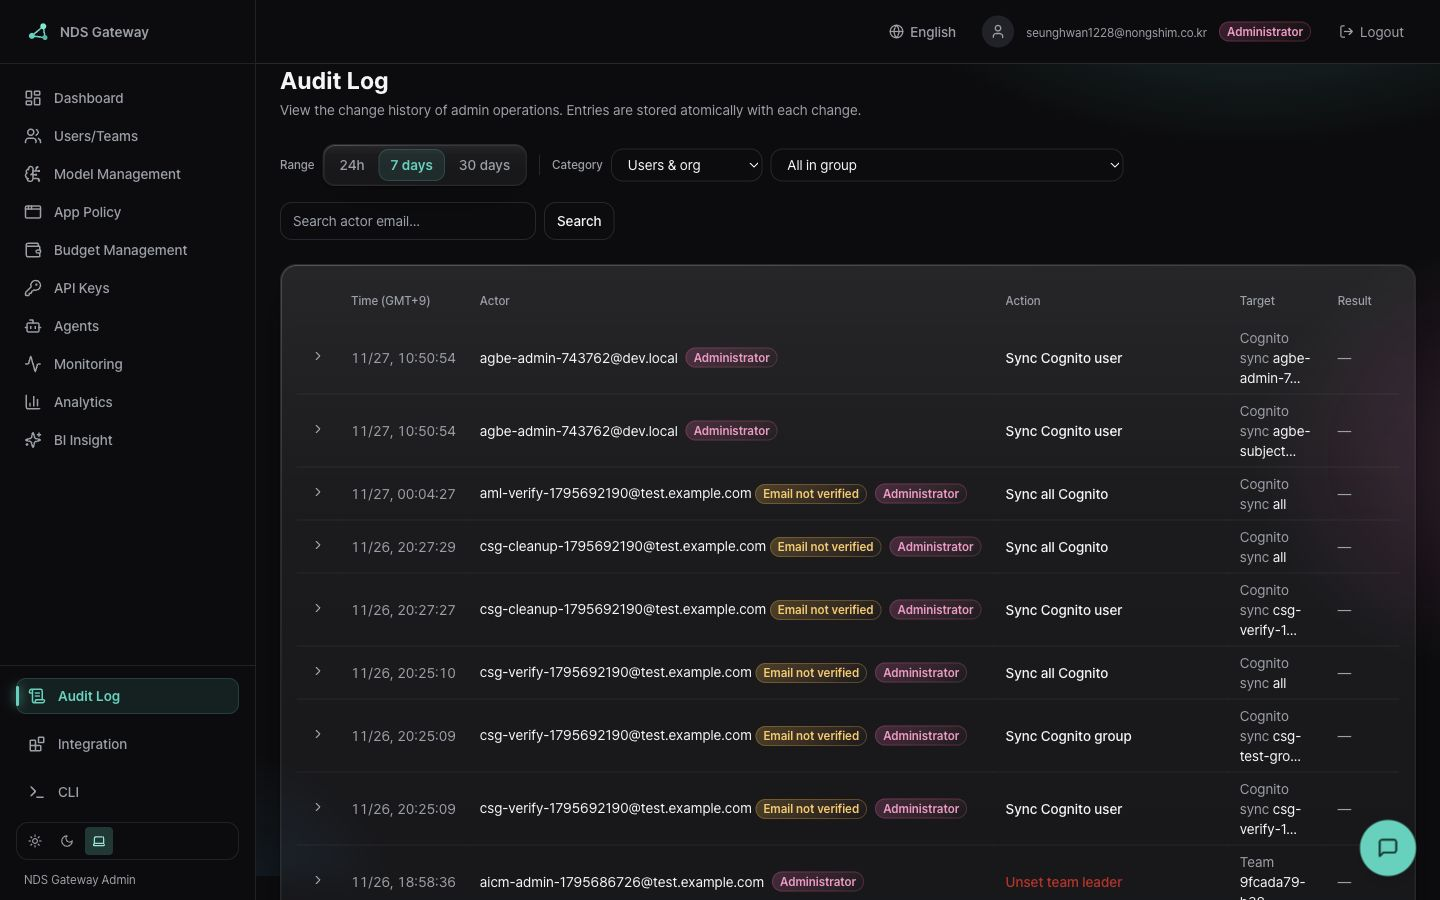 NDS Gateway
English
seunghwan1228@nongshim.co.kr
Administrator
Logout
Dashboard
Users/Teams
Model Management
App Policy
Budget Management
API Keys
Agents
Monitoring
Analytics
BI Insight
Audit Log
Integration
CLI
NDS Gateway Admin
Audit Log
View the change history of admin operations. Entries are stored atomically with each change.
Range 24h 7 days 30 days Category Users & org All in group
Search actor email... Search
Time (GMT+9) Actor Action Target Result
11/27, 10:50:54 agbe-admin-743762@dev.local Administrator Sync Cognito user Cognito sync agbe-admin-7... —
11/27, 10:50:54 agbe-admin-743762@dev.local Administrator Sync Cognito user Cognito sync agbe-subject... —
11/27, 00:04:27 aml-verify-1795692190@test.example.com Email not verified Administrator Sync all Cognito Cognito sync all —
11/26, 20:27:29 csg-cleanup-1795692190@test.example.com Email not verified Administrator Sync all Cognito Cognito sync all —
11/26, 20:27:27 csg-cleanup-1795692190@test.example.com Email not verified Administrator Sync Cognito user Cognito sync csg-verify-1... —
11/26, 20:25:10 csg-verify-1795692190@test.example.com Email not verified Administrator Sync all Cognito Cognito sync all —
11/26, 20:25:09 csg-verify-1795692190@test.example.com Email not verified Administrator Sync Cognito group Cognito sync csg-test-gro... —
11/26, 20:25:09 csg-verify-1795692190@test.example.com Email not verified Administrator Sync Cognito user Cognito sync csg-verify-1... —
11/26, 18:58:36 aicm-admin-1795686726@test.example.com Administrator Unset team leader Team 9fcada79- —